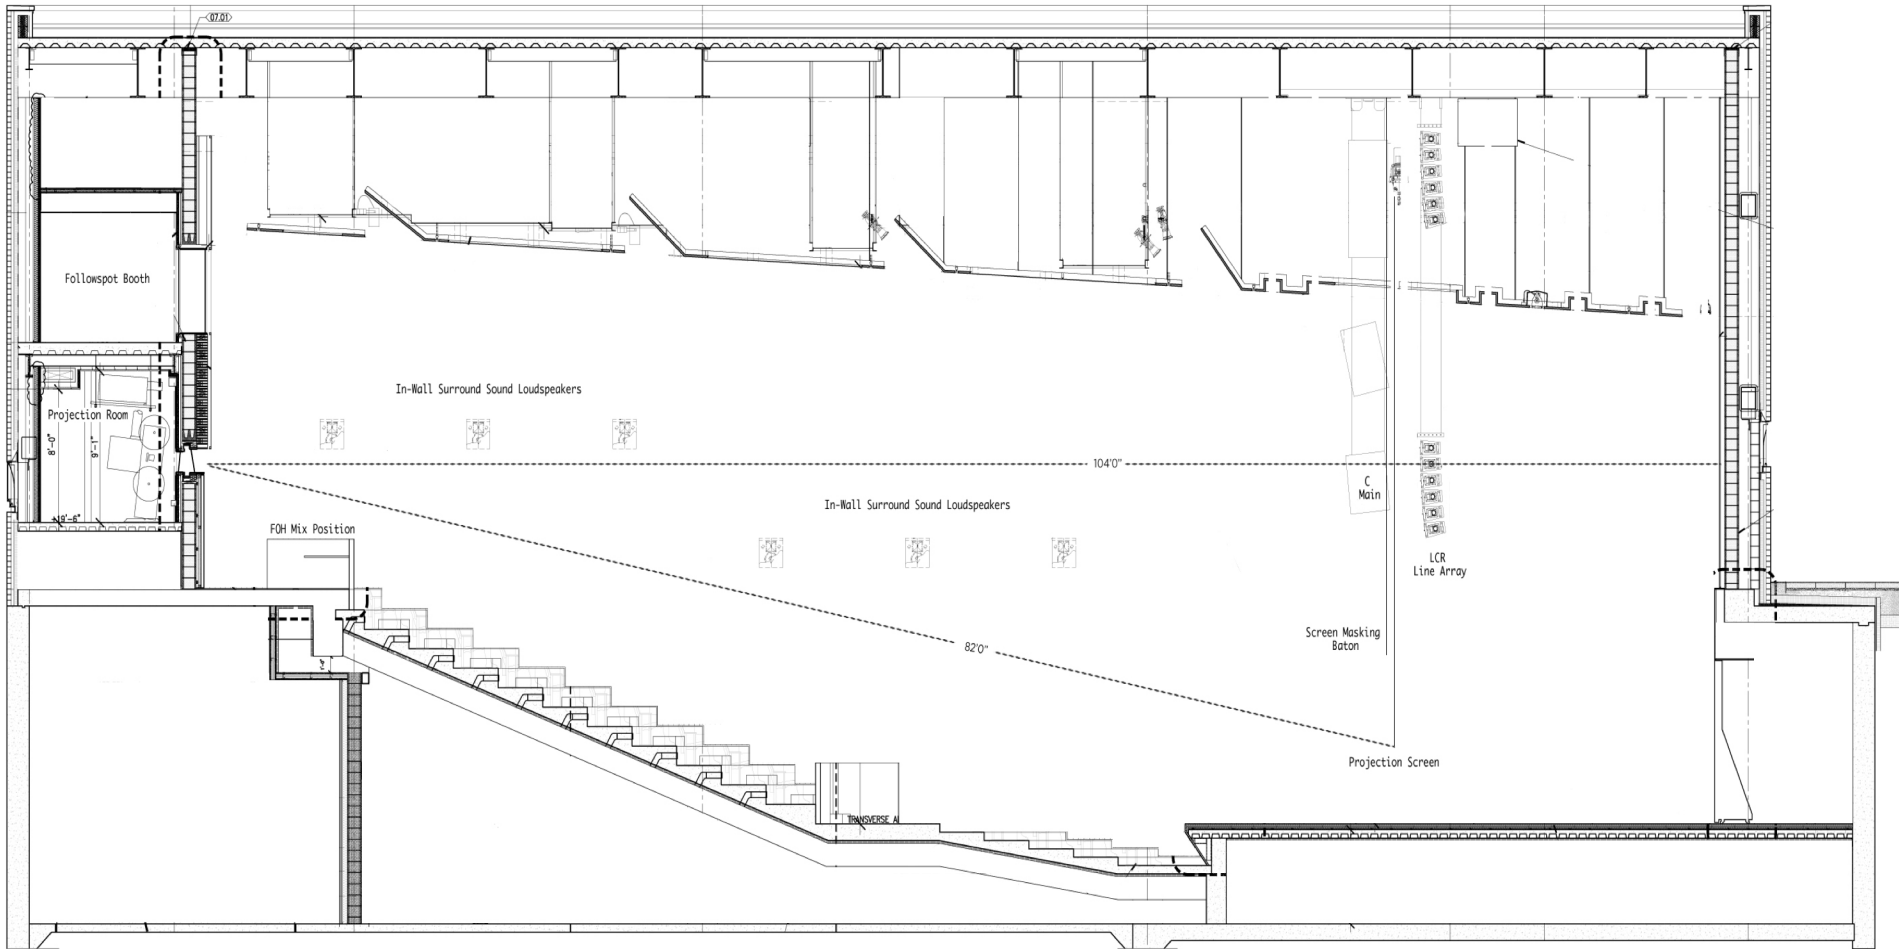 07.01
Followspot Booth
In-Wall Surround Sound Loudspeakers
Projection Room
8'-0"
9'-1"
19'-6"
104'0"
C
Main
In-Wall Surround Sound Loudspeakers
FOH Mix Position
LCR
Line Array
Screen Masking
Baton
82'0"
Projection Screen
TRANSVERSE AI